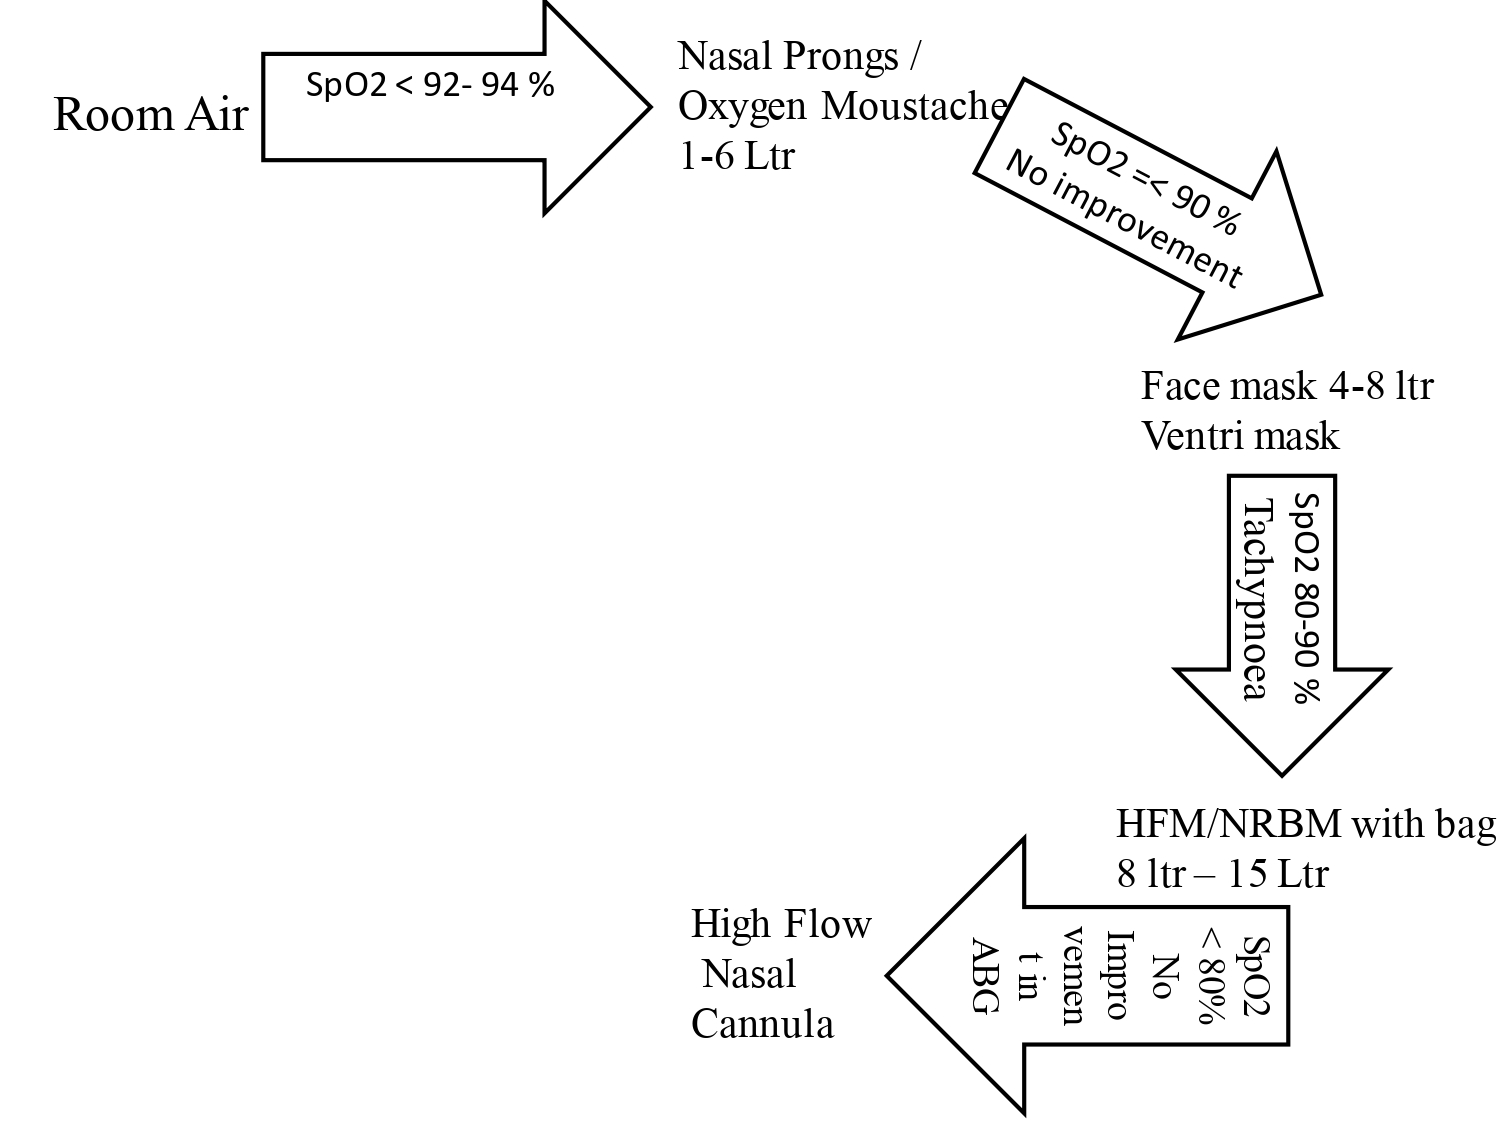 Room Air
SpO2 < 92- 94 %
Nasal Prongs /
Oxygen Moustache
1-6 Ltr
SpO2 =< 90 %
No improvement
Face mask 4-8 ltr
Ventri mask
SpO2 80-90 %
Tachypnoea
HFM/NRBM with bag
8 ltr – 15 Ltr
SpO2
< 80%
No
Impro
vemen
t in
ABG
High Flow
Nasal
Cannula